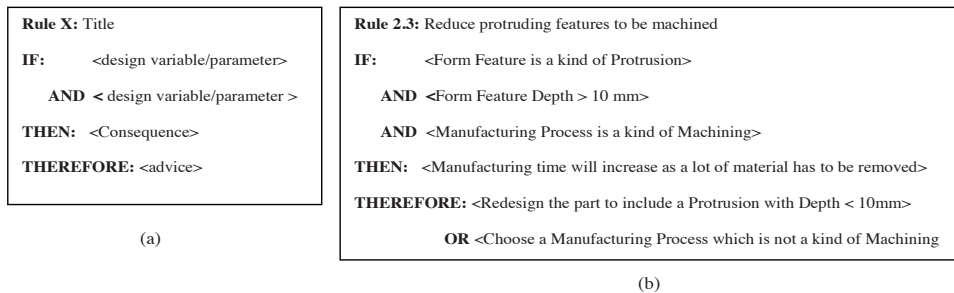 Rule X: Title
IF: <design variable/parameter>
AND < design variable/parameter >
THEN: <Consequence>
THEREFORE: <advice>
(a)
Rule 2.3: Reduce protruding features to be machined
IF: <Form Feature is a kind of Protrusion>
AND <Form Feature Depth > 10 mm>
AND <Manufacturing Process is a kind of Machining>
THEN: <Manufacturing time will increase as a lot of material has to be removed>
THEREFORE: <Redesign the part to include a Protrusion with Depth < 10mm>
OR <Choose a Manufacturing Process which is not a kind of Machining
(b)